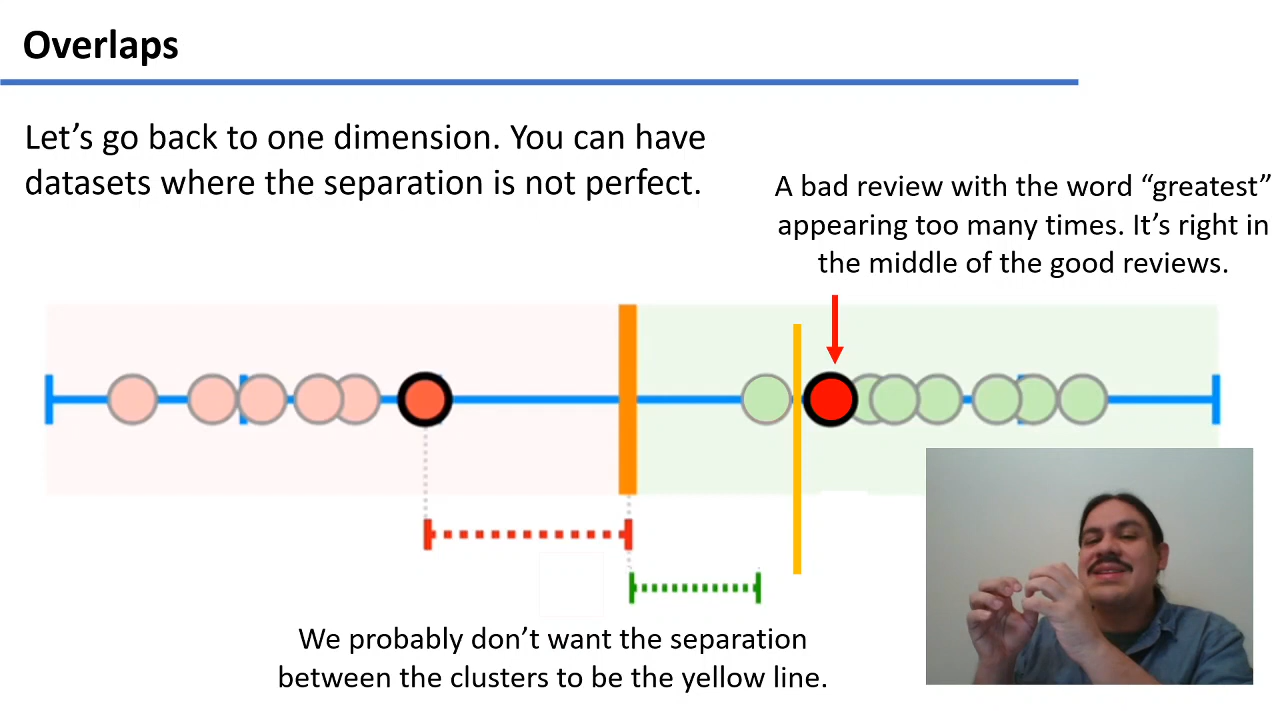 Overlaps
Let’s go back to one dimension. You can have
datasets where the separation is not perfect.
A bad review with the word “greatest”
appearing too many times. It’s right in
the middle of the good reviews.
We probably don’t want the separation
between the clusters to be the yellow line.